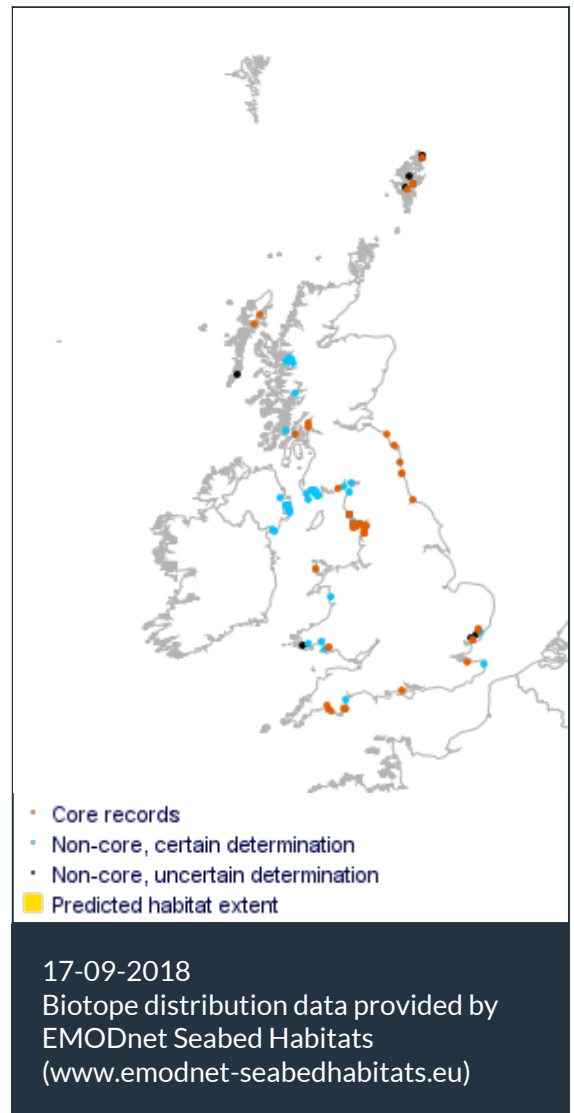 Core records
Non-core, certain determination
Non-core, uncertain determination
Predicted habitat extent
17-09-2018
Biotope distribution data provided by
EMODnet Seabed Habitats
(www.emodnet-seabedhabitats.eu)